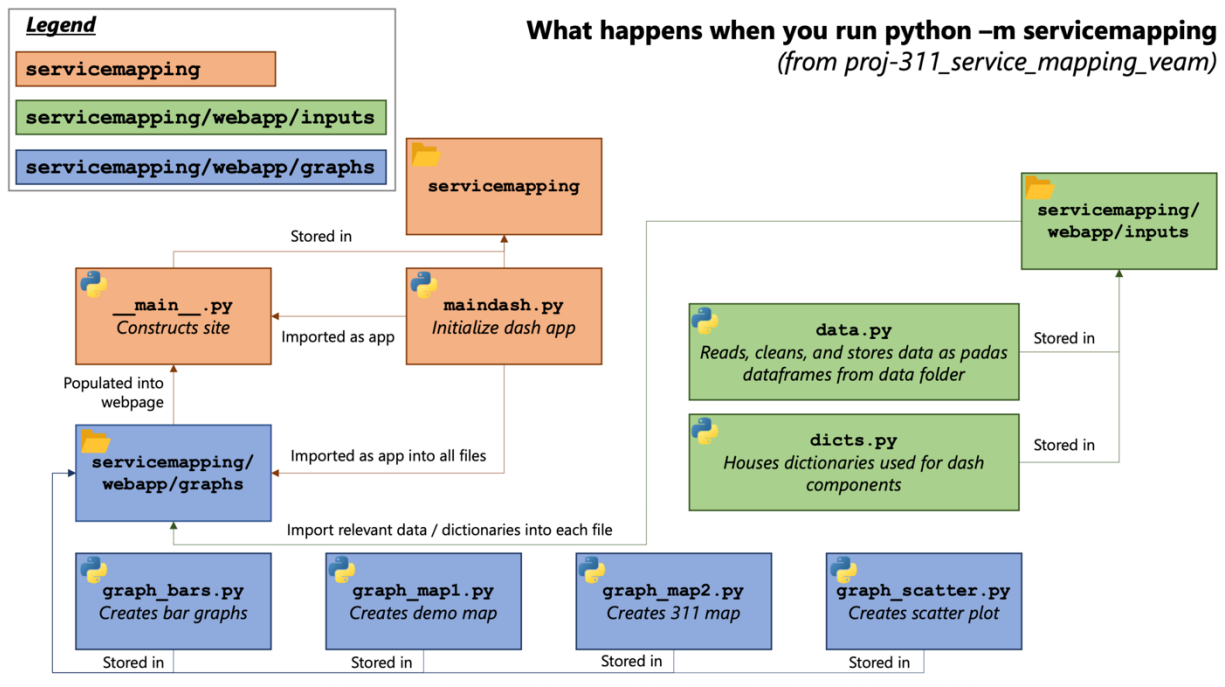 Legend
servicemapping
servicemapping/webapp/inputs
servicemapping/webapp/graphs
What happens when you run python –m servicemapping
(from proj-311_service_mapping_veam)
servicemapping
servicemapping/
webapp/inputs
Stored in
__main__.py
Constructs site
Imported as app
maindash.py
Initialize dash app
data.py
Reads, cleans, and stores data as padas
dataframes from data folder
Stored in
Populated into
webpage
dicts.py
Houses dictionaries used for dash
components
Stored in
servicemapping/
webapp/graphs
Imported as app into all files
Import relevant data / dictionaries into each file
graph_bars.py
Creates bar graphs
graph_map1.py
Creates demo map
graph_map2.py
Creates 311 map
graph_scatter.py
Creates scatter plot
Stored in
Stored in
Stored in
Stored in